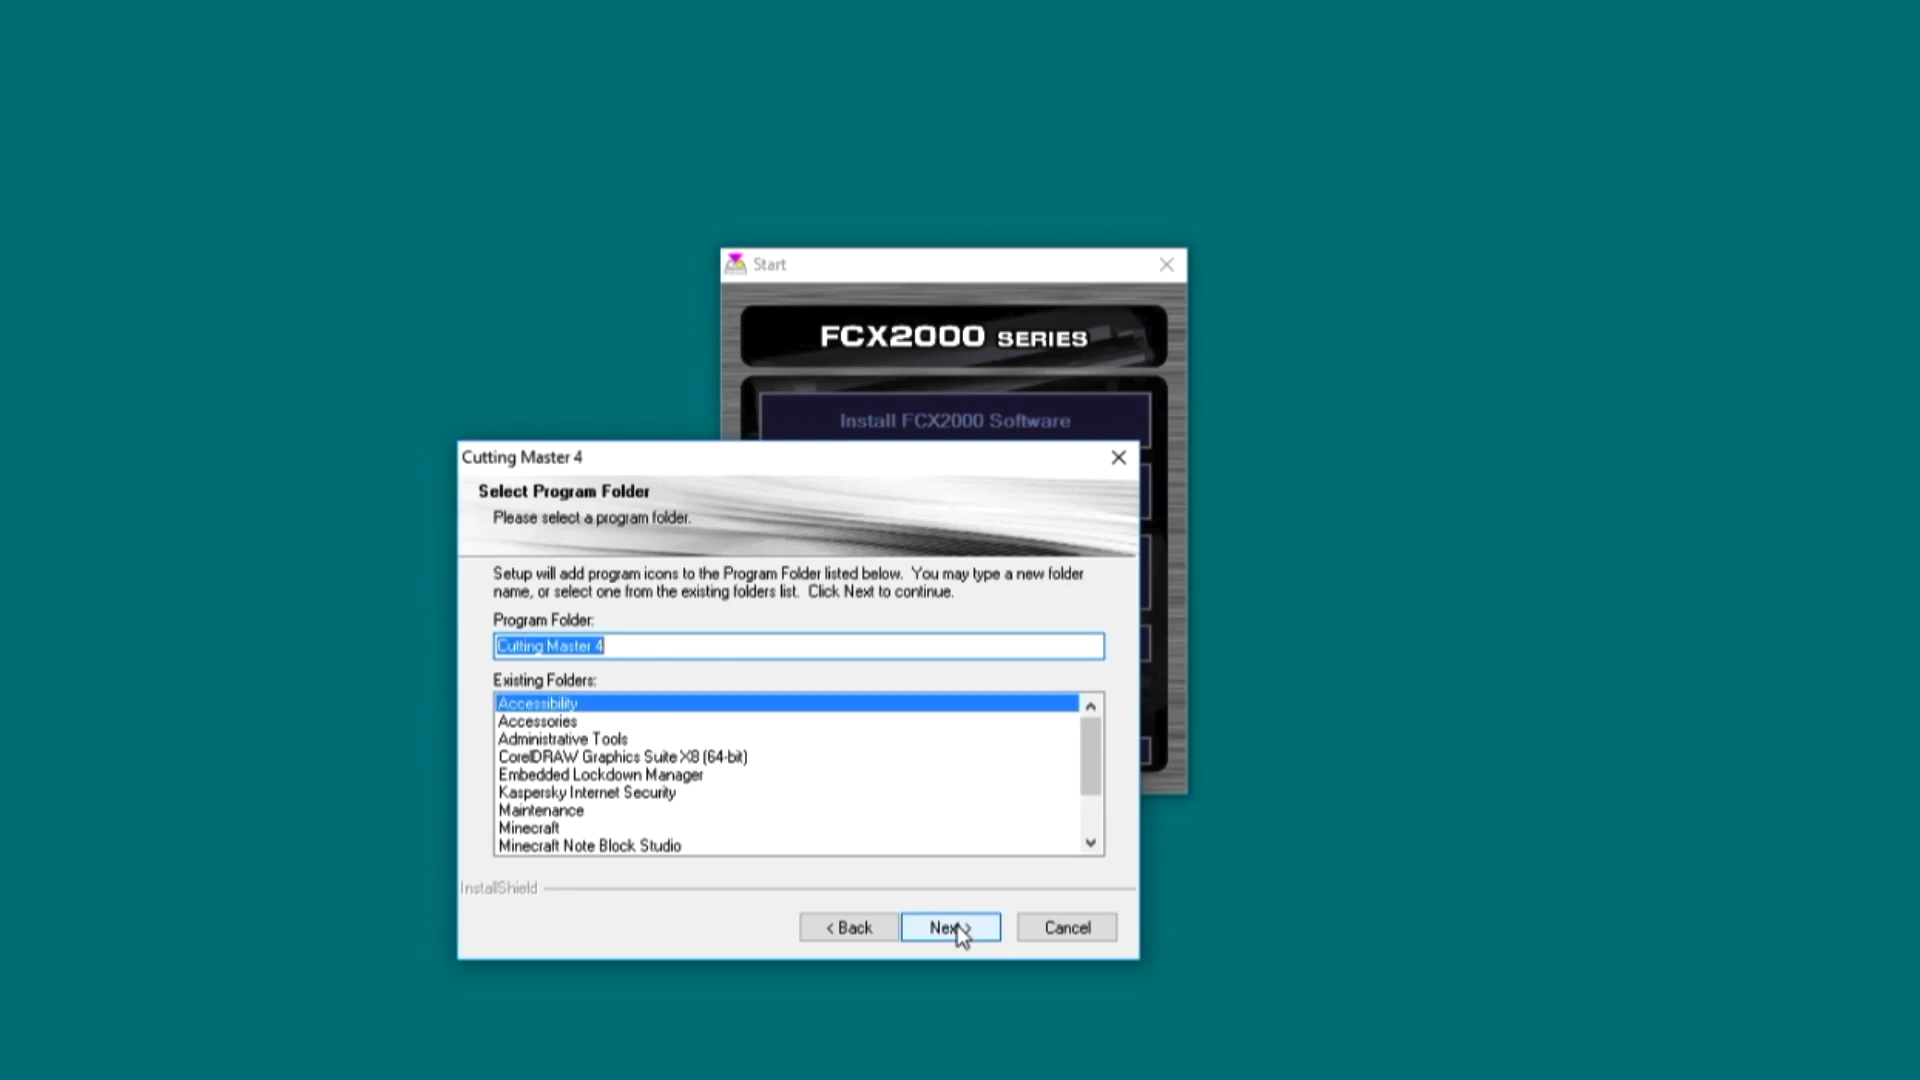 Start
FCX2000 SERIES
Install FCX2000 Software
Cutting Master 4
Select Program Folder
Please select a program folder.
Setup will add program icons to the Program Folder listed below. You may type a new folder
name, or select one from the existing folders list. Click Next to continue.
Program Folder:
Cutting Master 4
Existing Folders:
Accessibility
Accessories
Administrative Tools
CorelDRAW Graphics Suite X8 (64-bit)
Embedded Lockdown Manager
Kaspersky Internet Security
Maintenance
Minecraft
Minecraft Note Block Studio
InstallShield
< Back Next > Cancel